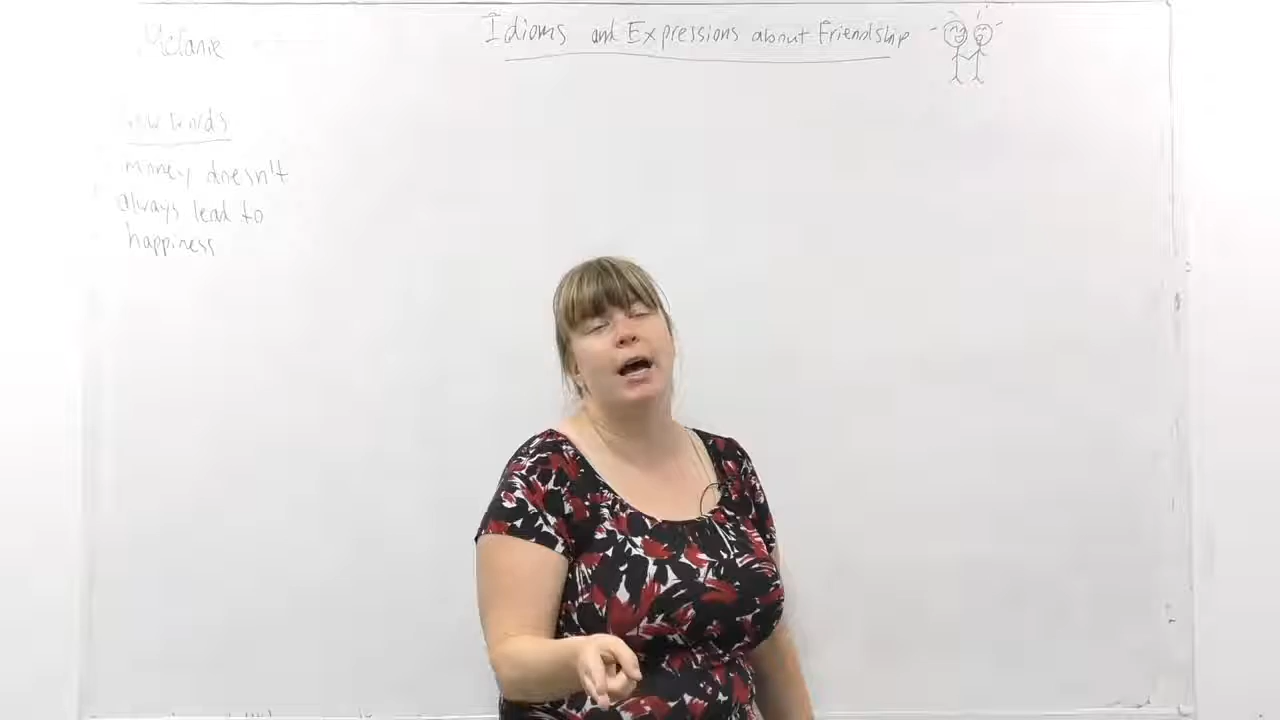 Melanie
Idioms and Expressions about Friendship
New Words
money doesn't
always lead to
happiness